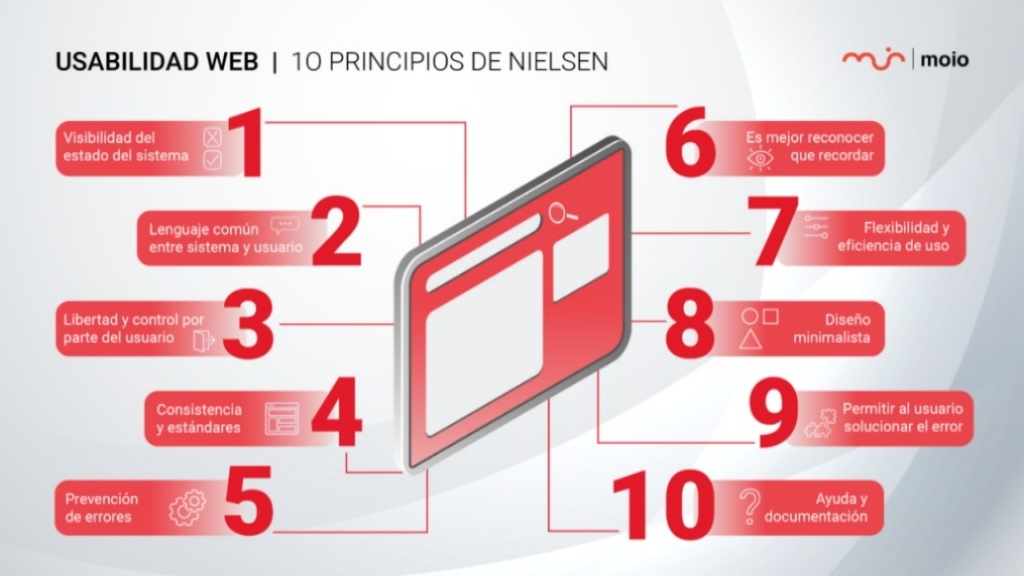 USABILIDAD WEB | 10 PRINCIPIOS DE NIELSEN
moio
1
Visibilidad del
estado del sistema
2
Lenguaje común
entre sistema y usuario
3
Libertad y control por
parte del usuario
4
Consistencia
y estándares
5
Prevención
de errores
6
Es mejor reconocer
que recordar
7
Flexibilidad y
eficiencia de uso
8
Diseño
minimalista
9
Permitir al usuario
solucionar el error
10
Ayuda y
documentación